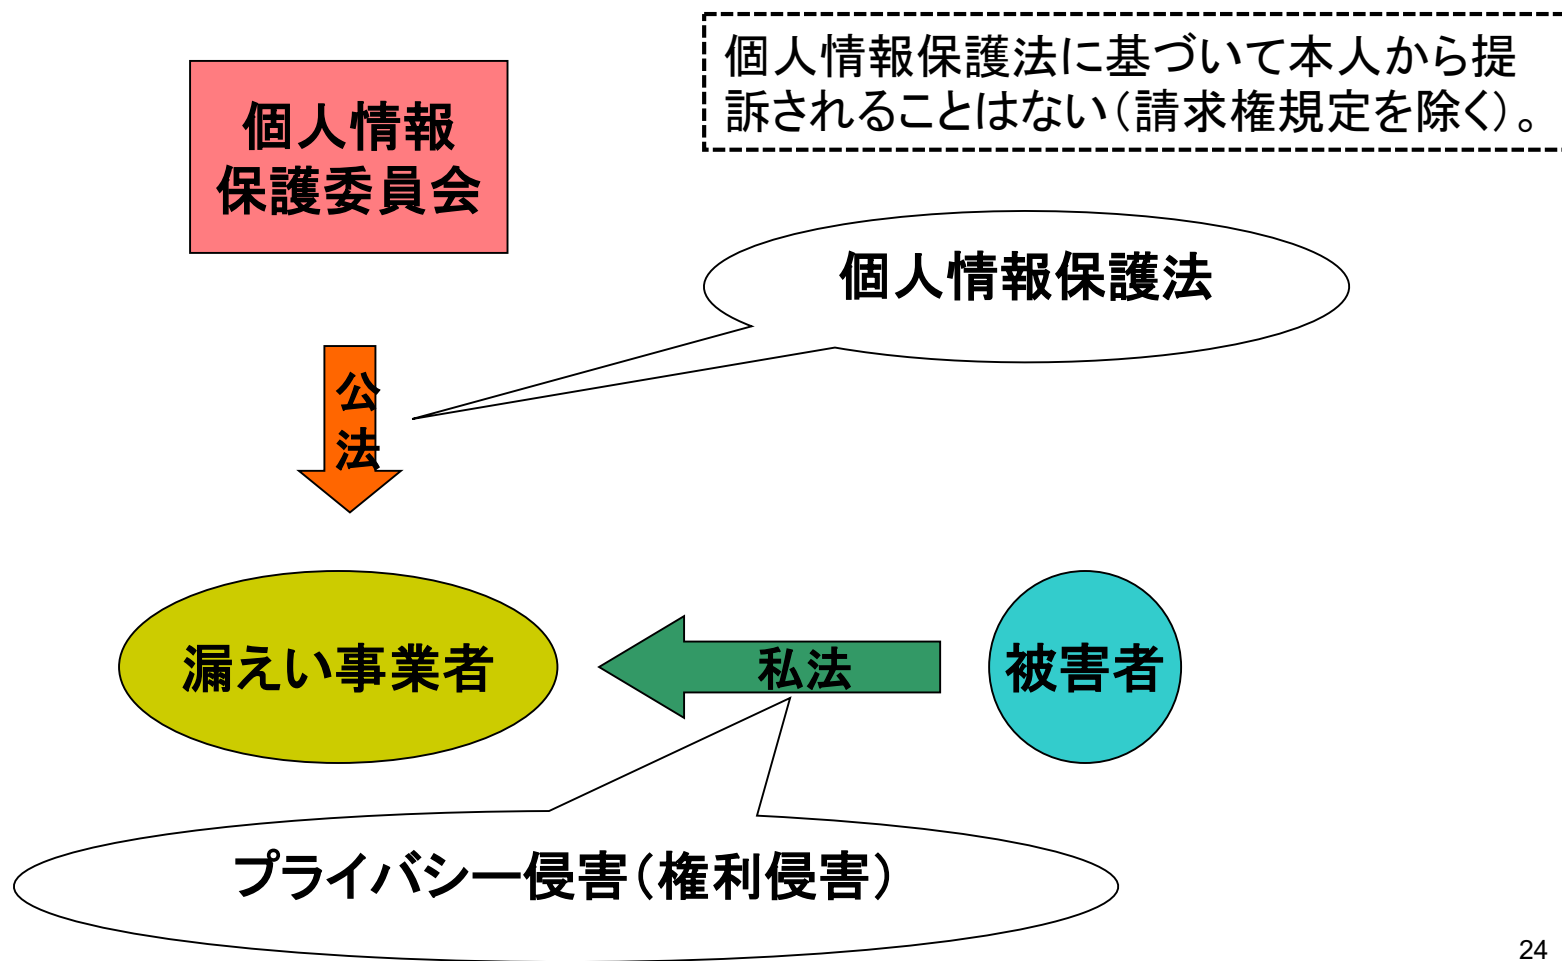 個人情報保護法に基づいて本人から提
訴されることはない（請求権規定を除く）。
個人情報
保護委員会
個人情報保護法
公
法
漏えい事業者
私法
被害者
プライバシー侵害（権利侵害）
24